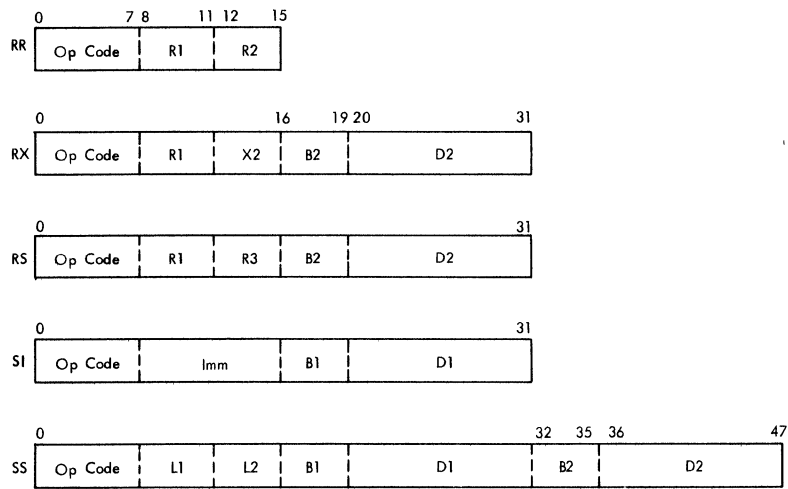 0 7 8 11 12 15
RR Op Code R1 R2
0 16 19 20 31
RX Op Code R1 X2 B2 D2
0 31
RS Op Code R1 R3 B2 D2
0 31
SI Op Code Imm B1 D1
0 32 35 36 47
SS Op Code L1 L2 B1 D1 B2 D2